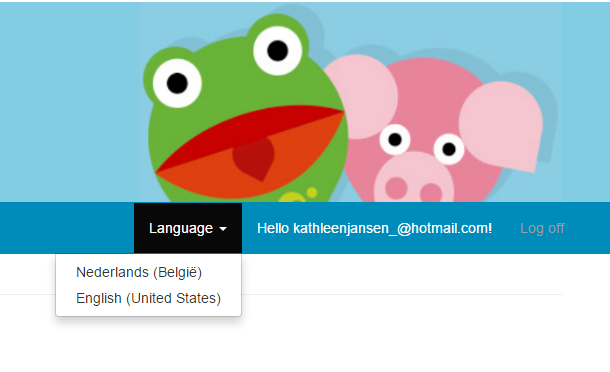 Language Hello kathleenjansen_@hotmail.com! Log off
Nederlands (België)
English (United States)